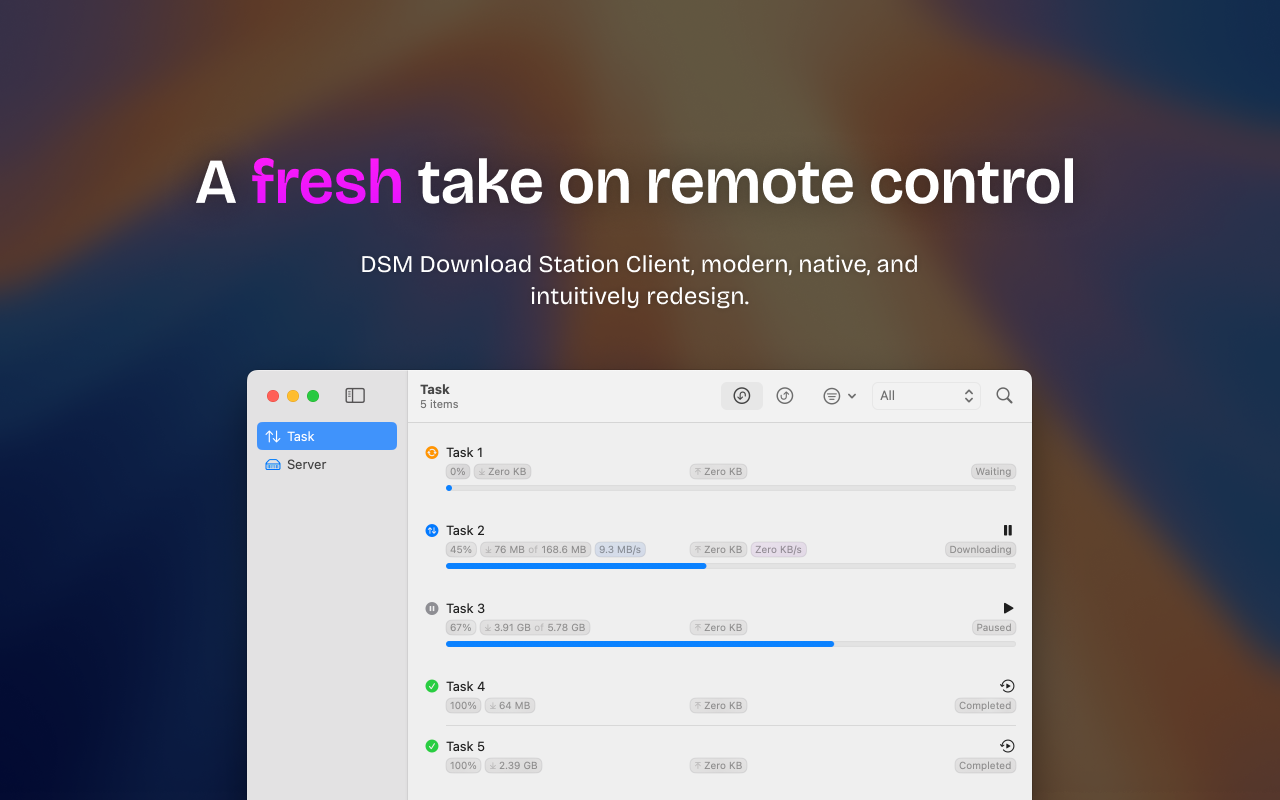 A fresh take on remote control
DSM Download Station Client, modern, native, and
intuitively redesign.
Task
5 items
All
Task
Server
Task 1
0% Zero KB Zero KB Waiting
Task 2
45% 76 MB of 168.6 MB 9.3 MB/s Zero KB Zero KB/s Downloading
Task 3
67% 3.91 GB of 5.78 GB Zero KB Paused
Task 4
100% 64 MB Zero KB Completed
Task 5
100% 2.39 GB Zero KB Completed